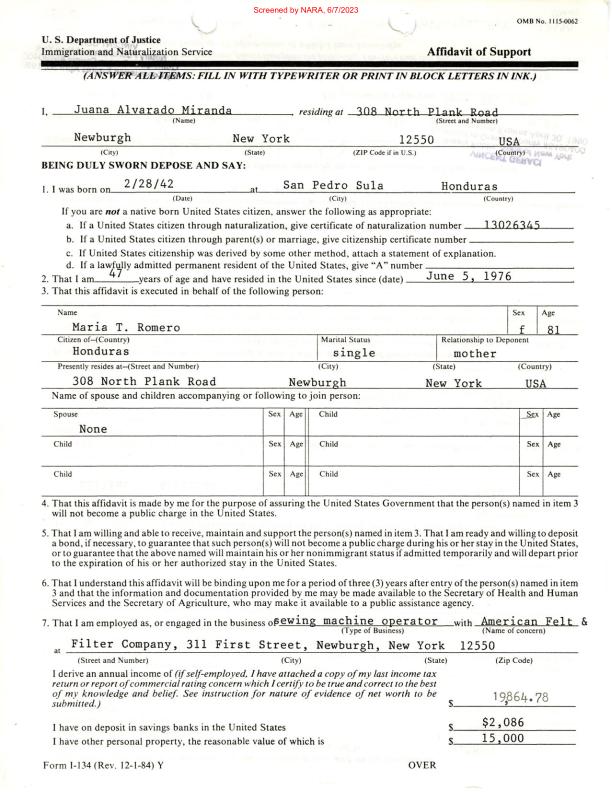 Screened by NARA, 6/7/2023
OMB No. 1115-0062
U. S. Department of Justice
Immigration and Naturalization Service Affidavit of Support
(ANSWER ALL ITEMS: FILL IN WITH TYPEWRITER OR PRINT IN BLOCK LETTERS IN INK.)
I, Juana Alvarado Miranda residing at 308 North Plank Road
(Name) (Street and Number)
Newburgh New York 12550 USA
(City) (State) (ZIP Code if in U.S.) (Country)
BEING DULY SWORN DEPOSE AND SAY:
1. I was born on 2/28/42 at San Pedro Sula Honduras
(Date) (City) (Country)
If you are not a native born United States citizen, answer the following as appropriate:
a. If a United States citizen through naturalization, give certificate of naturalization number 13026345
b. If a United States citizen through parent(s) or marriage, give citizenship certificate number
c. If United States citizenship was derived by some other method, attach a statement of explanation.
d. If a lawfully admitted permanent resident of the United States, give "A" number
2. That I am 47 years of age and have resided in the United States since (date) June 5, 1976
3. That this affidavit is executed in behalf of the following person:
Name Sex Age
Maria T. Romero f 81
Citizen of--(Country) Marital Status Relationship to Deponent
Honduras single mother
Presently resides at--(Street and Number) (City) (State) (Country)
308 North Plank Road Newburgh New York USA
Name of spouse and children accompanying or following to join person:
Spouse Sex Age Child Sex Age
None
Child Sex Age Child Sex Age
Child Sex Age Child Sex Age
4. That this affidavit is made by me for the purpose of assuring the United States Government that the person(s) named in item 3
will not become a public charge in the United States.
5. That I am willing and able to receive, maintain and support the person(s) named in item 3. That I am ready and willing to deposit
a bond, if necessary, to guarantee that such person(s) will not become a public charge during his or her stay in the United States,
or to guarantee that the above named will maintain his or her nonimmigrant status if admitted temporarily and will depart prior
to the expiration of his or her authorized stay in the United States.
6. That I understand this affidavit will be binding upon me for a period of three (3) years after entry of the person(s) named in item
3 and that the information and documentation provided by me may be made available to the Secretary of Health and Human
Services and the Secretary of Agriculture, who may make it available to a public assistance agency.
7. That I am employed as, or engaged in the business of sewing machine operator with American Felt &
(Type of Business) (Name of concern)
at Filter Company, 311 First Street, Newburgh, New York 12550
(Street and Number) (City) (State) (Zip Code)
I derive an annual income of (if self-employed, I have attached a copy of my last income tax
return or report of commercial rating concern which I certify to be true and correct to the best
of my knowledge and belief. See instruction for nature of evidence of net worth to be
submitted.) $ 19,864.78
I have on deposit in savings banks in the United States $ $2,086
I have other personal property, the reasonable value of which is $ 15,000
Form I-134 (Rev. 12-1-84) Y OVER